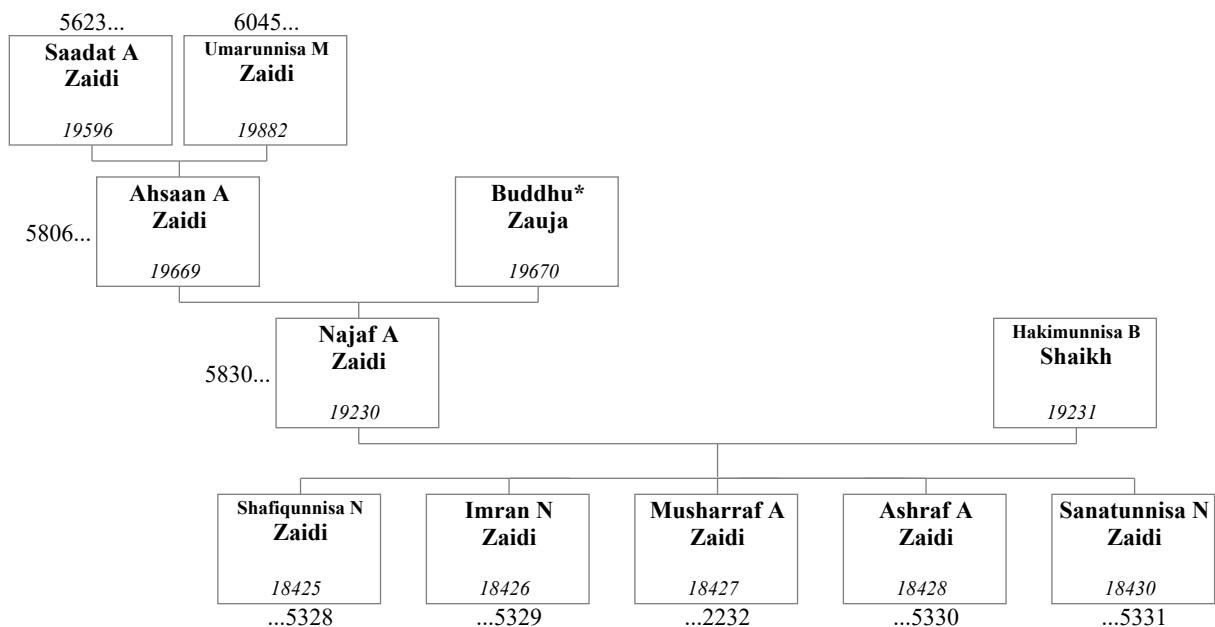 5623...
6045...
Saadat A
Zaidi
19596
Umarunnisa M
Zaidi
19882
5806...
Ahsaan A
Zaidi
19669
Buddhu*
Zauja
19670
5830...
Najaf A
Zaidi
19230
Hakimunnisa B
Shaikh
19231
Shafiqunnisa N
Zaidi
18425
...5328
Imran N
Zaidi
18426
...5329
Musharraf A
Zaidi
18427
...2232
Ashraf A
Zaidi
18428
...5330
Sanatunnisa N
Zaidi
18430
...5331